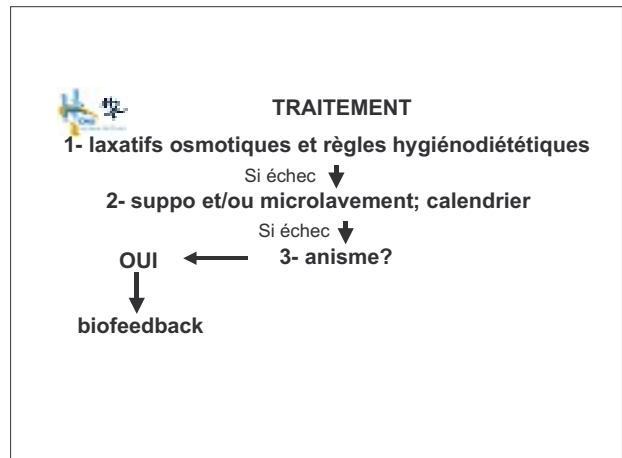 TRAITEMENT
1- laxatifs osmotiques et règles hygiénodiététiques
Si échec
2- suppo et/ou microlavement; calendrier
Si échec
OUI 3- anisme?
biofeedback